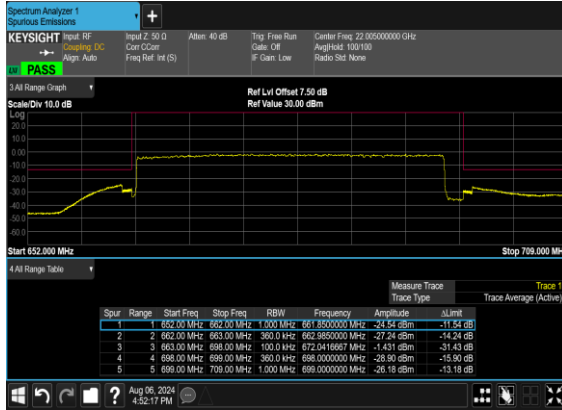 Spectrum Analyzer 1
Spurious Emissions
KEYSIGHT Input: RF Input Z: 50 Ω Atten: 40 dB Trig: Free Run Center Freq: 22.005000000 GHz
Coupling: DC Corr CCorr Gate: Off Avg|Hold: 100/100
Align: Auto Freq Ref: Int (S) IF Gain: Low Radio Std: None
PASS
3 All Range Graph
Ref Lvl Offset 7.50 dB
Scale/Div 10.0 dB Ref Value 30.00 dBm
Log
20.0
10.0
0.00
-10.0
-20.0
-30.0
-40.0
-50.0
-60.0
Start 652.000 MHz Stop 709.000 MHz
4 All Range Table
Measure Trace Trace 1
Trace Type Trace Average (Active)
Spur Range Start Freq Stop Freq RBW Frequency Amplitude ΔLimit
1 1 652.00 MHz 662.00 MHz 1.000 MHz 661.8500000 MHz -24.54 dBm -11.54 dB
2 2 662.00 MHz 663.00 MHz 360.0 kHz 662.9850000 MHz -27.24 dBm -14.24 dB
3 3 663.00 MHz 698.00 MHz 100.0 kHz 672.0416667 MHz -1.431 dBm -31.43 dB
4 4 698.00 MHz 699.00 MHz 360.0 kHz 698.0000000 MHz -28.90 dBm -15.90 dB
5 5 699.00 MHz 709.00 MHz 1.000 MHz 699.0000000 MHz -26.18 dBm -13.18 dB
Aug 06, 2024
4:52:17 PM